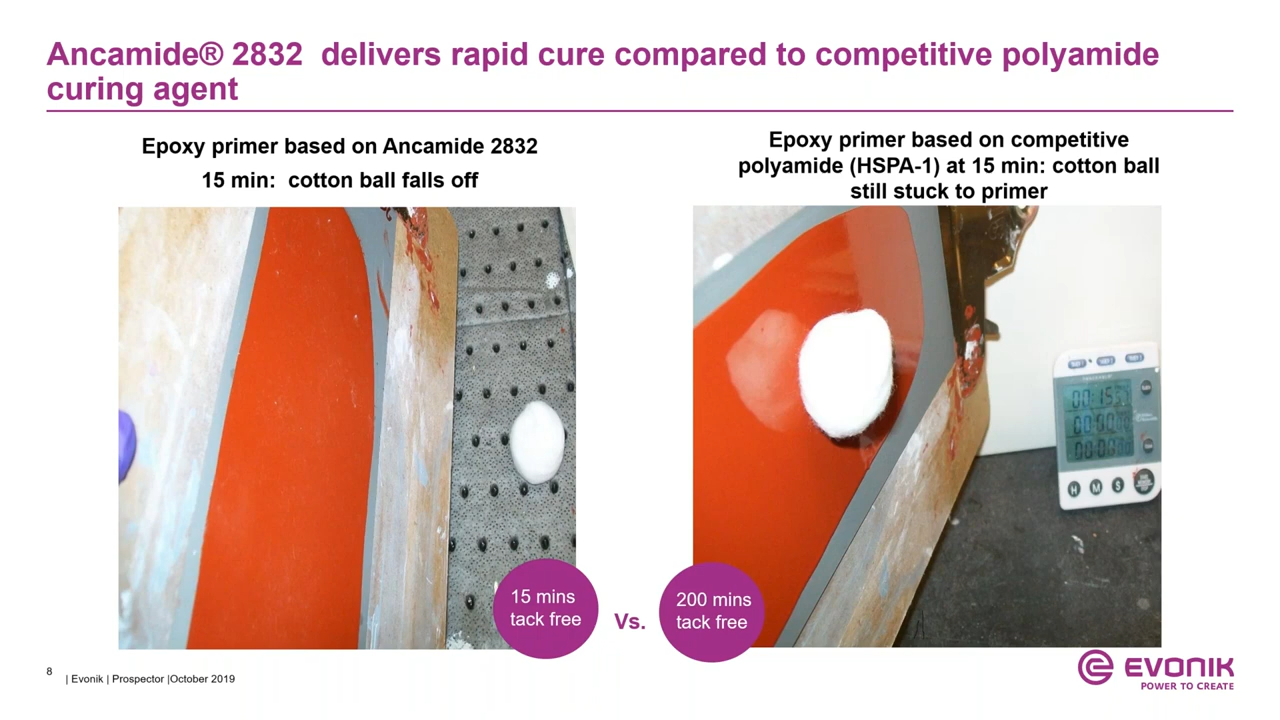 Ancamide® 2832  delivers rapid cure compared to competitive polyamide
curing agent
Epoxy primer based on Ancamide 2832
15 min:  cotton ball falls off
Epoxy primer based on competitive
polyamide (HSPA-1) at 15 min: cotton ball
still stuck to primer
H M S
15 mins
tack free
Vs.
200 mins
tack free
8
| Evonik | Prospector |October 2019
EVONIK
POWER TO CREATE